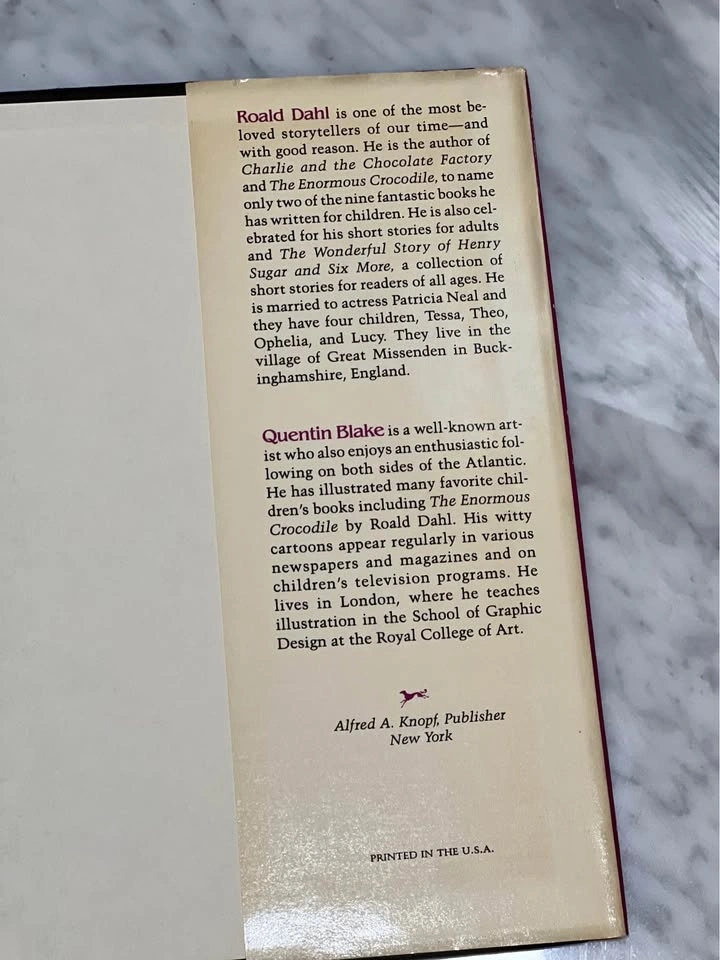 Roald Dahl is one of the most be-
loved storytellers of our time—and
with good reason. He is the author of
Charlie and the Chocolate Factory
and The Enormous Crocodile, to name
only two of the nine fantastic books he
has written for children. He is also cel-
ebrated for his short stories for adults
and The Wonderful Story of Henry
Sugar and Six More, a collection of
short stories for readers of all ages. He
is married to actress Patricia Neal and
they have four children, Tessa, Theo,
Ophelia, and Lucy. They live in the
village of Great Missenden in Buck-
inghamshire, England.
Quentin Blake is a well-known art-
ist who also enjoys an enthusiastic fol-
lowing on both sides of the Atlantic.
He has illustrated many favorite chil-
dren's books including The Enormous
Crocodile by Roald Dahl. His witty
cartoons appear regularly in various
newspapers and magazines and on
children's television programs. He
lives in London, where he teaches
illustration in the School of Graphic
Design at the Royal College of Art.
Alfred A. Knopf, Publisher
New York
PRINTED IN THE U.S.A.